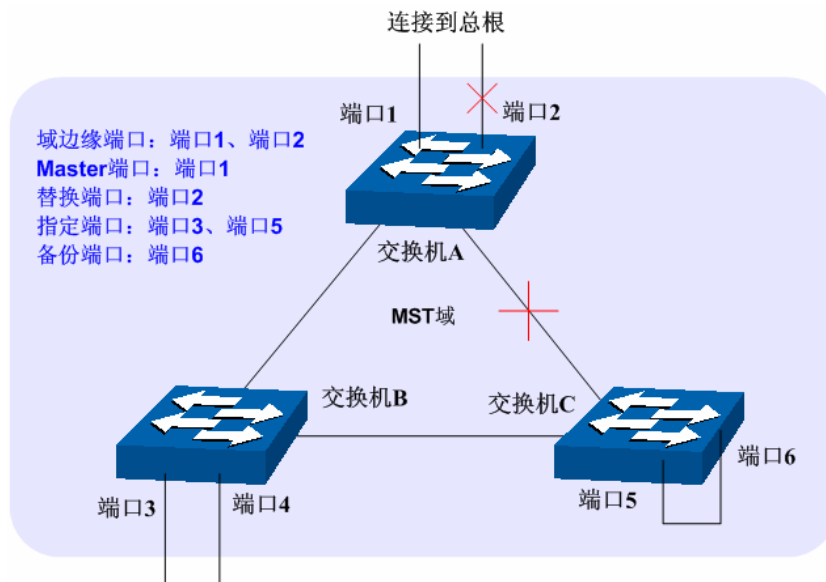 连接到总根
端口1
端口2
域边缘端口：端口1、端口2
Master端口：端口1
替换端口：端口2
指定端口：端口3、端口5
备份端口：端口6
交换机A
MST域
交换机B
交换机C
端口3
端口4
端口5
端口6